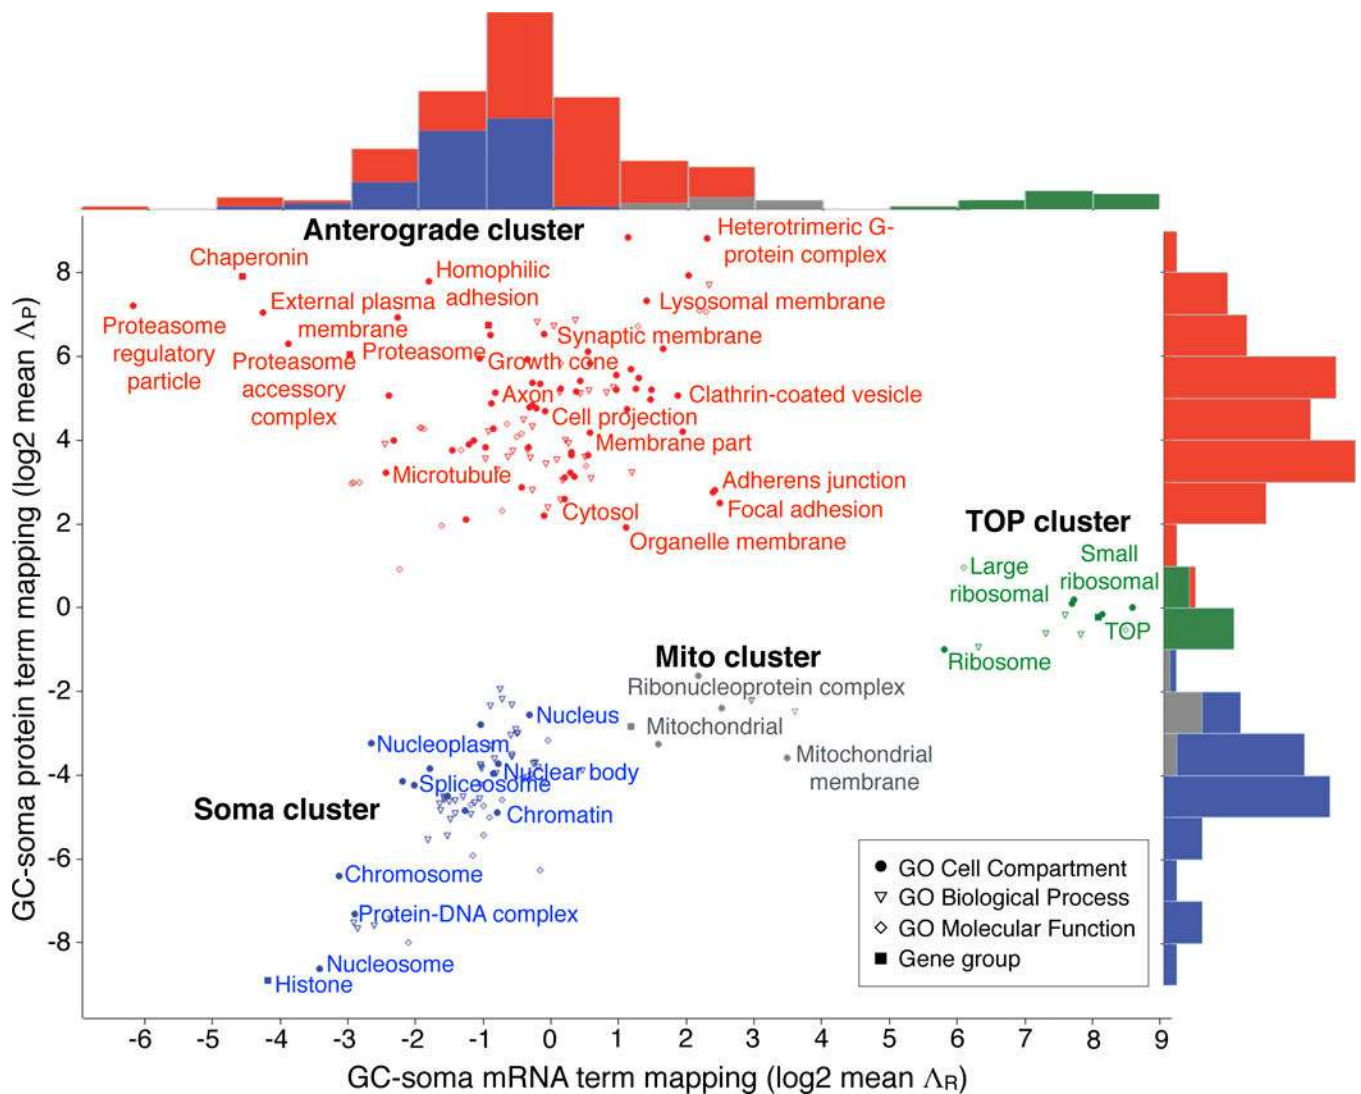 Anterograde cluster
Heterotrimeric G-
protein complex
Chaperonin
Homophilic
adhesion
External plasma
membrane
Lysosomal membrane
Proteasome
regulatory
particle
Proteasome
accessory
complex
Proteasome
Synaptic membrane
Growth cone
Axon
Clathrin-coated vesicle
Cell projection
Membrane part
Microtubule
Adherens junction
Focal adhesion
Cytosol
Organelle membrane
TOP cluster
Large
ribosomal
Small
ribosomal
TOP
Ribosome
Mito cluster
Ribonucleoprotein complex
Mitochondrial
Mitochondrial
membrane
Nucleus
Nucleoplasm
Nuclear body
Spliceosome
Soma cluster
Chromatin
Chromosome
Protein-DNA complex
Nucleosome
Histone
GO Cell Compartment
GO Biological Process
GO Molecular Function
Gene group
8
6
4
2
0
-2
-4
-6
-8
GC-soma protein term mapping (log2 mean ΛP)
-6 -5 -4 -3 -2 -1 0 1 2 3 4 5 6 7 8 9
GC-soma mRNA term mapping (log2 mean ΛR)